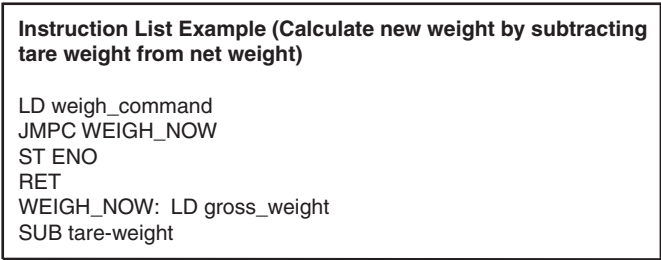 Instruction List Example (Calculate new weight by subtracting
tare weight from net weight)
LD weigh_command
JMPC WEIGH_NOW
ST ENO
RET
WEIGH_NOW: LD gross_weight
SUB tare-weight